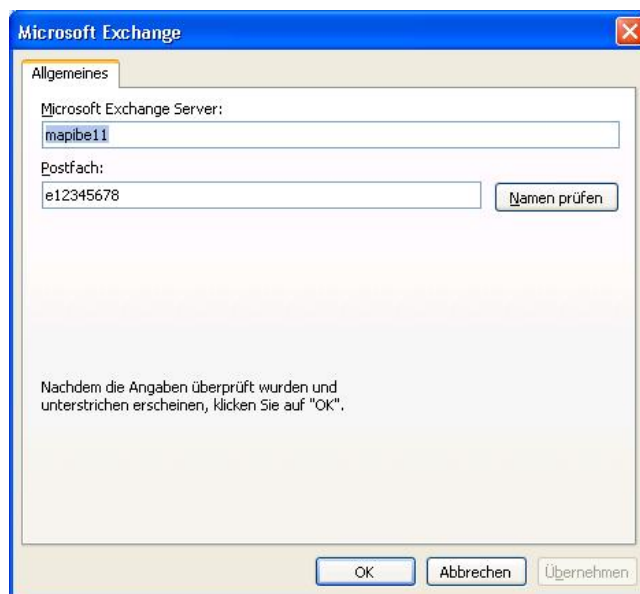 Microsoft Exchange
Allgemeines
Microsoft Exchange Server:
mapibe11
Postfach:
e12345678
Namen prüfen
Nachdem die Angaben überprüft wurden und
unterstrichen erscheinen, klicken Sie auf "OK".
OK
Abbrechen
Übernehmen